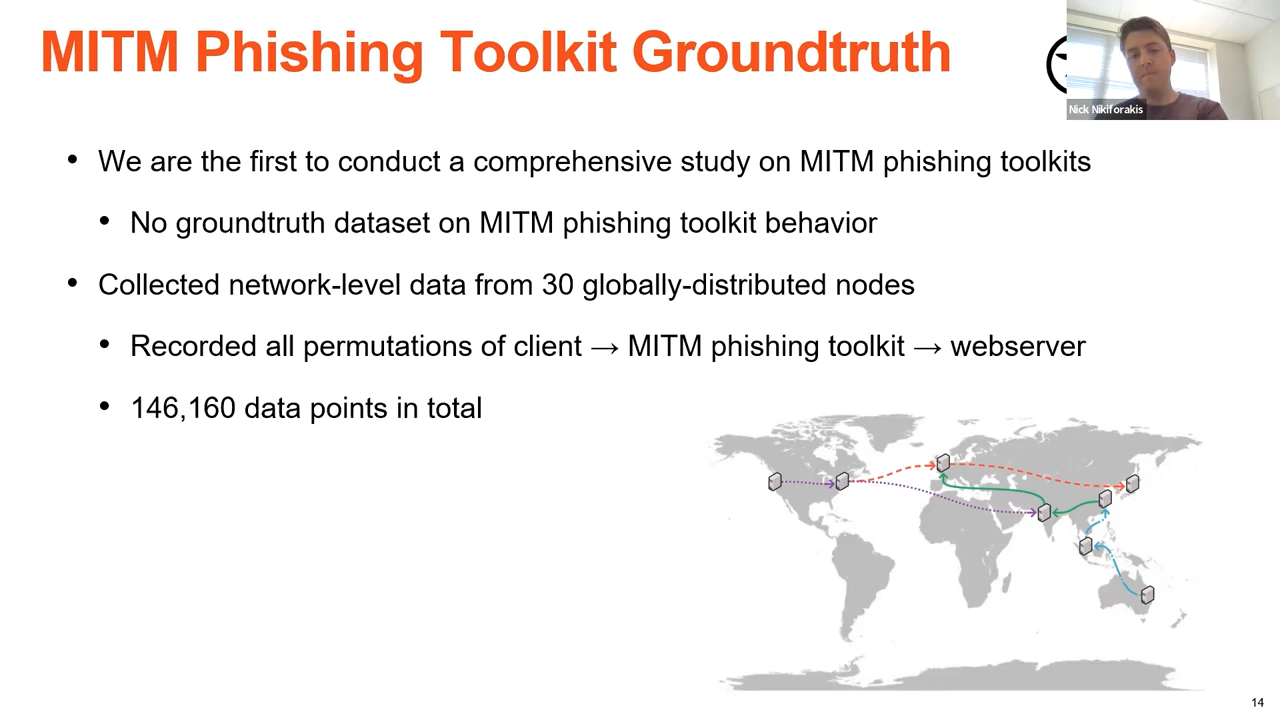 MITM Phishing Toolkit Groundtruth
Nick Nikiforakis
• We are the first to conduct a comprehensive study on MITM phishing toolkits
• No groundtruth dataset on MITM phishing toolkit behavior
• Collected network-level data from 30 globally-distributed nodes
• Recorded all permutations of client → MITM phishing toolkit → webserver
• 146,160 data points in total
14